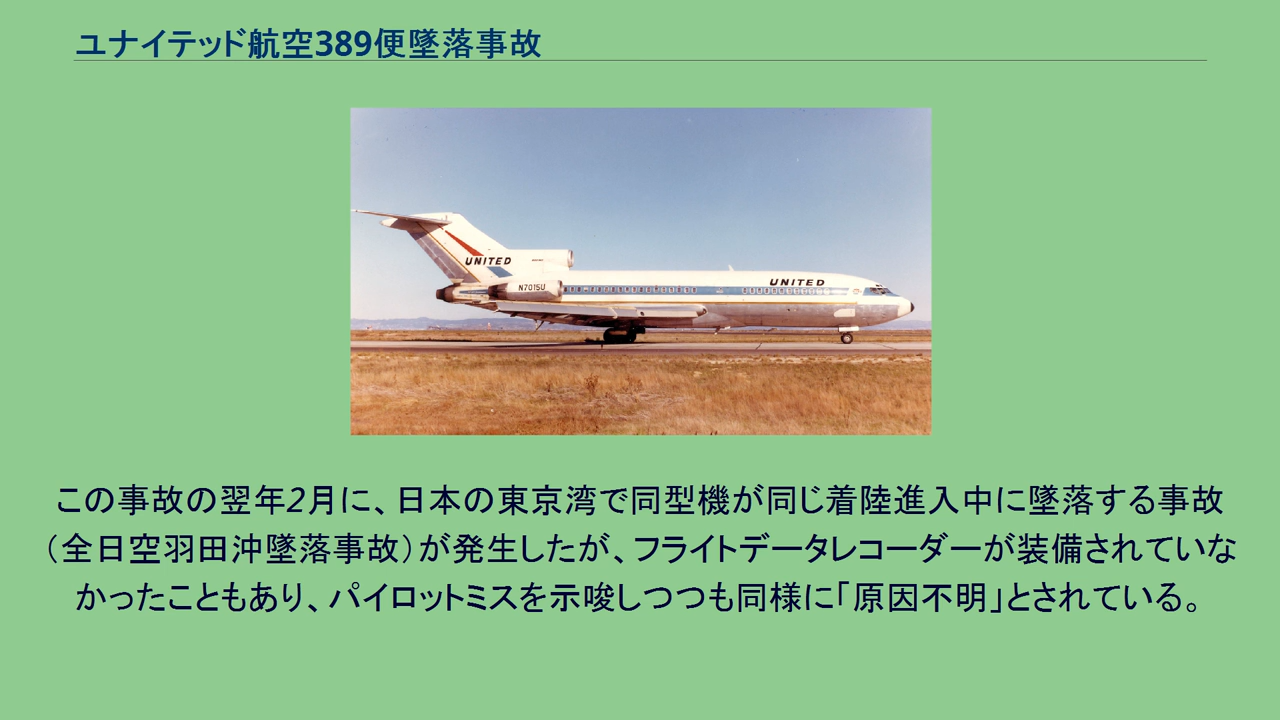 ユナイテッド航空389便墜落事故
UNITED
UNITED
N7015U
この事故の翌年2月に、日本の東京湾で同型機が同じ着陸進入中に墜落する事故
（全日空羽田沖墜落事故）が発生したが、フライトデータレコーダーが装備されていな
かったこともあり、パイロットミスを示唆しつつも同様に「原因不明」とされている。